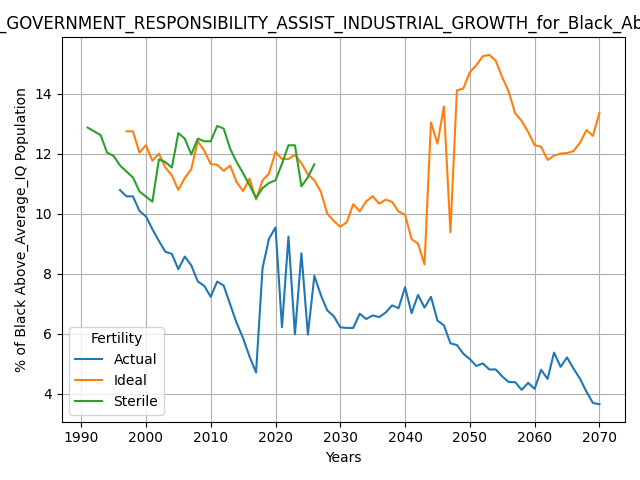 _GOVERNMENT_RESPONSIBILITY_ASSIST_INDUSTRIAL_GROWTH_for_Black_Ab
% of Black Above_Average_IQ Population
14
12
10
8
6
4
Fertility
Actual
Ideal
Sterile
1990 2000 2010 2020 2030 2040 2050 2060 2070
Years